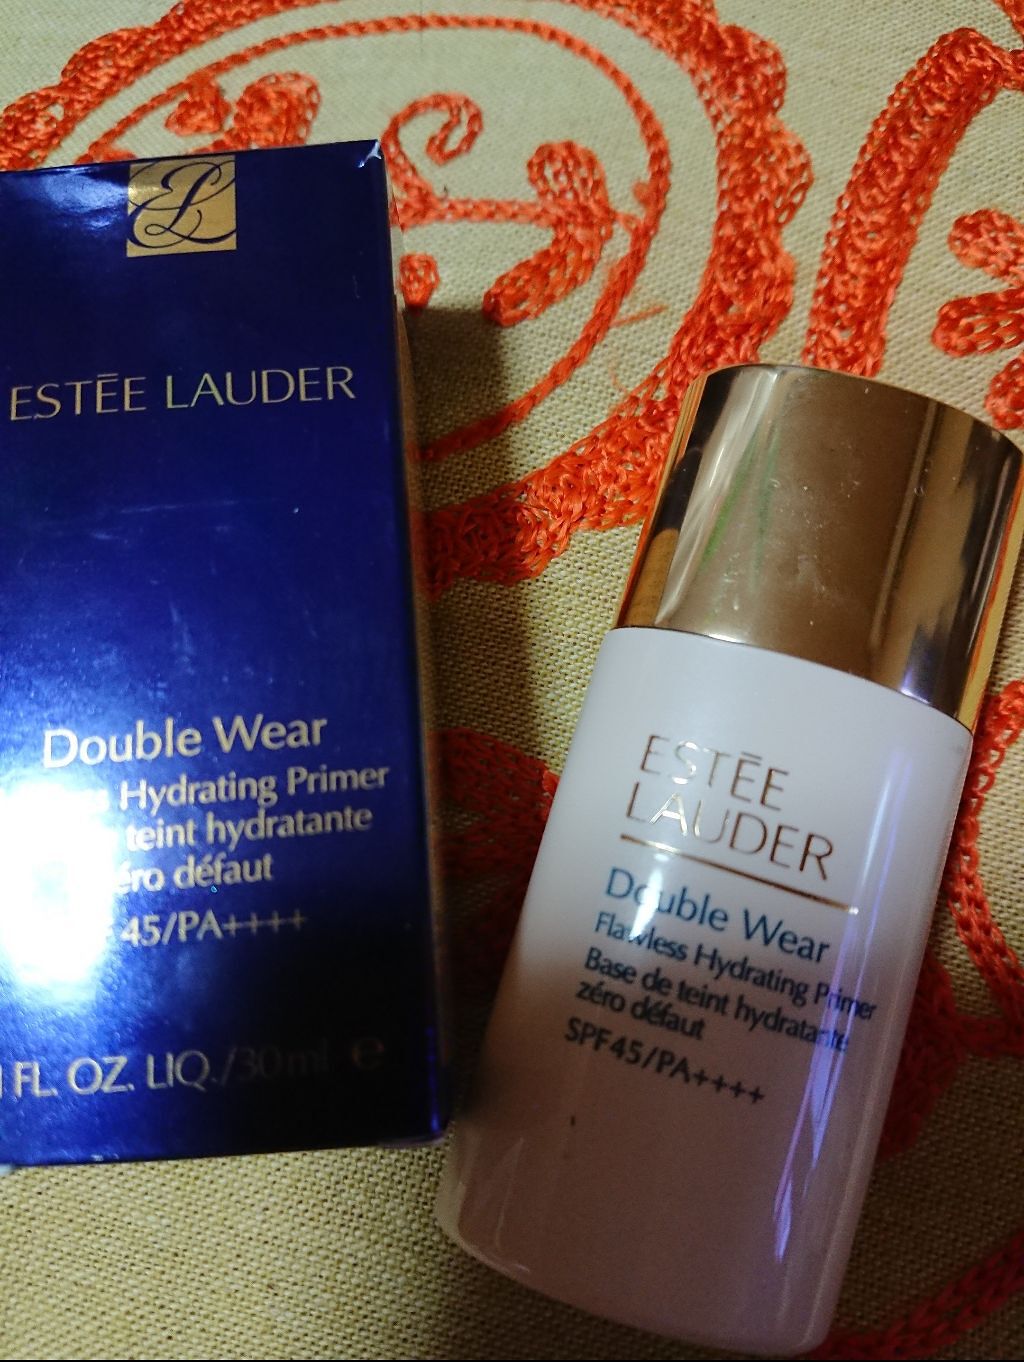 ESTĒE LAUDER
Double Wear
Hydrating Primer
teint hydratante
défaut
45/PA++++
1 FL. OZ. LIQ./30ml e
ESTĒE
LAUDER
Double Wear
Flawless Hydrating Primer
Base de teint hydratante
zéro défaut
SPF45/PA++++